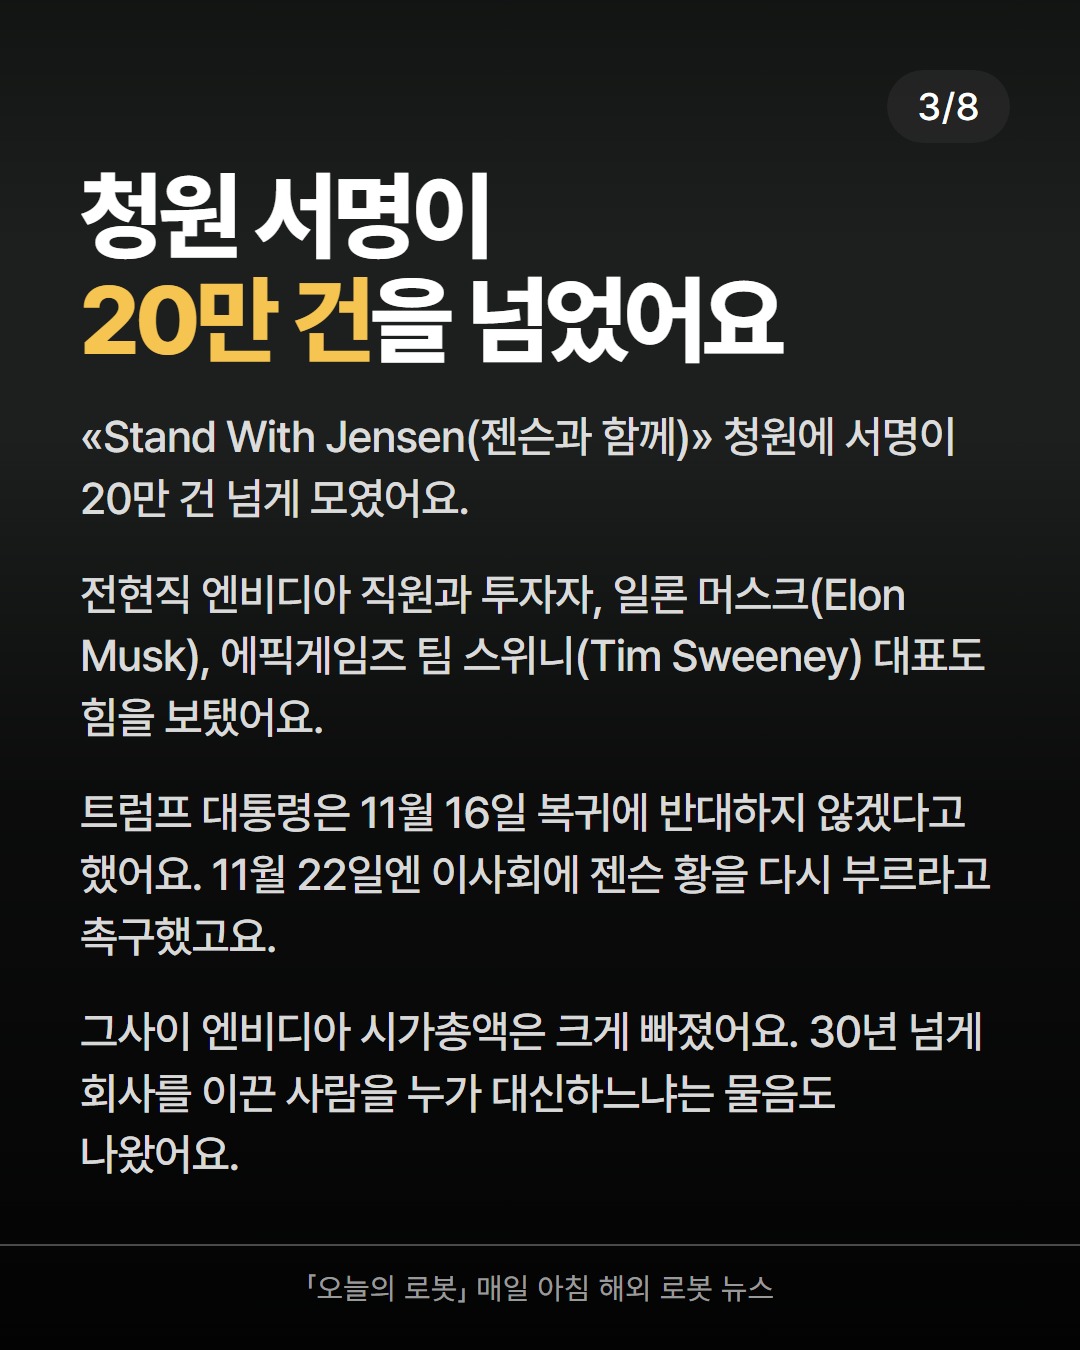 3/8
청원 서명이
20만 건을 넘었어요
«Stand With Jensen(젠슨과 함께)» 청원에 서명이
20만 건 넘게 모였어요.
전현직 엔비디아 직원과 투자자, 일론 머스크(Elon
Musk), 에픽게임즈 팀 스위니(Tim Sweeney) 대표도
힘을 보탰어요.
트럼프 대통령은 11월 16일 복귀에 반대하지 않겠다고
했어요. 11월 22일엔 이사회에 젠슨 황을 다시 부르라고
촉구했고요.
그사이 엔비디아 시가총액은 크게 빠졌어요. 30년 넘게
회사를 이끈 사람을 누가 대신하느냐는 물음도
나왔어요.
「오늘의 로봇」 매일 아침 해외 로봇 뉴스